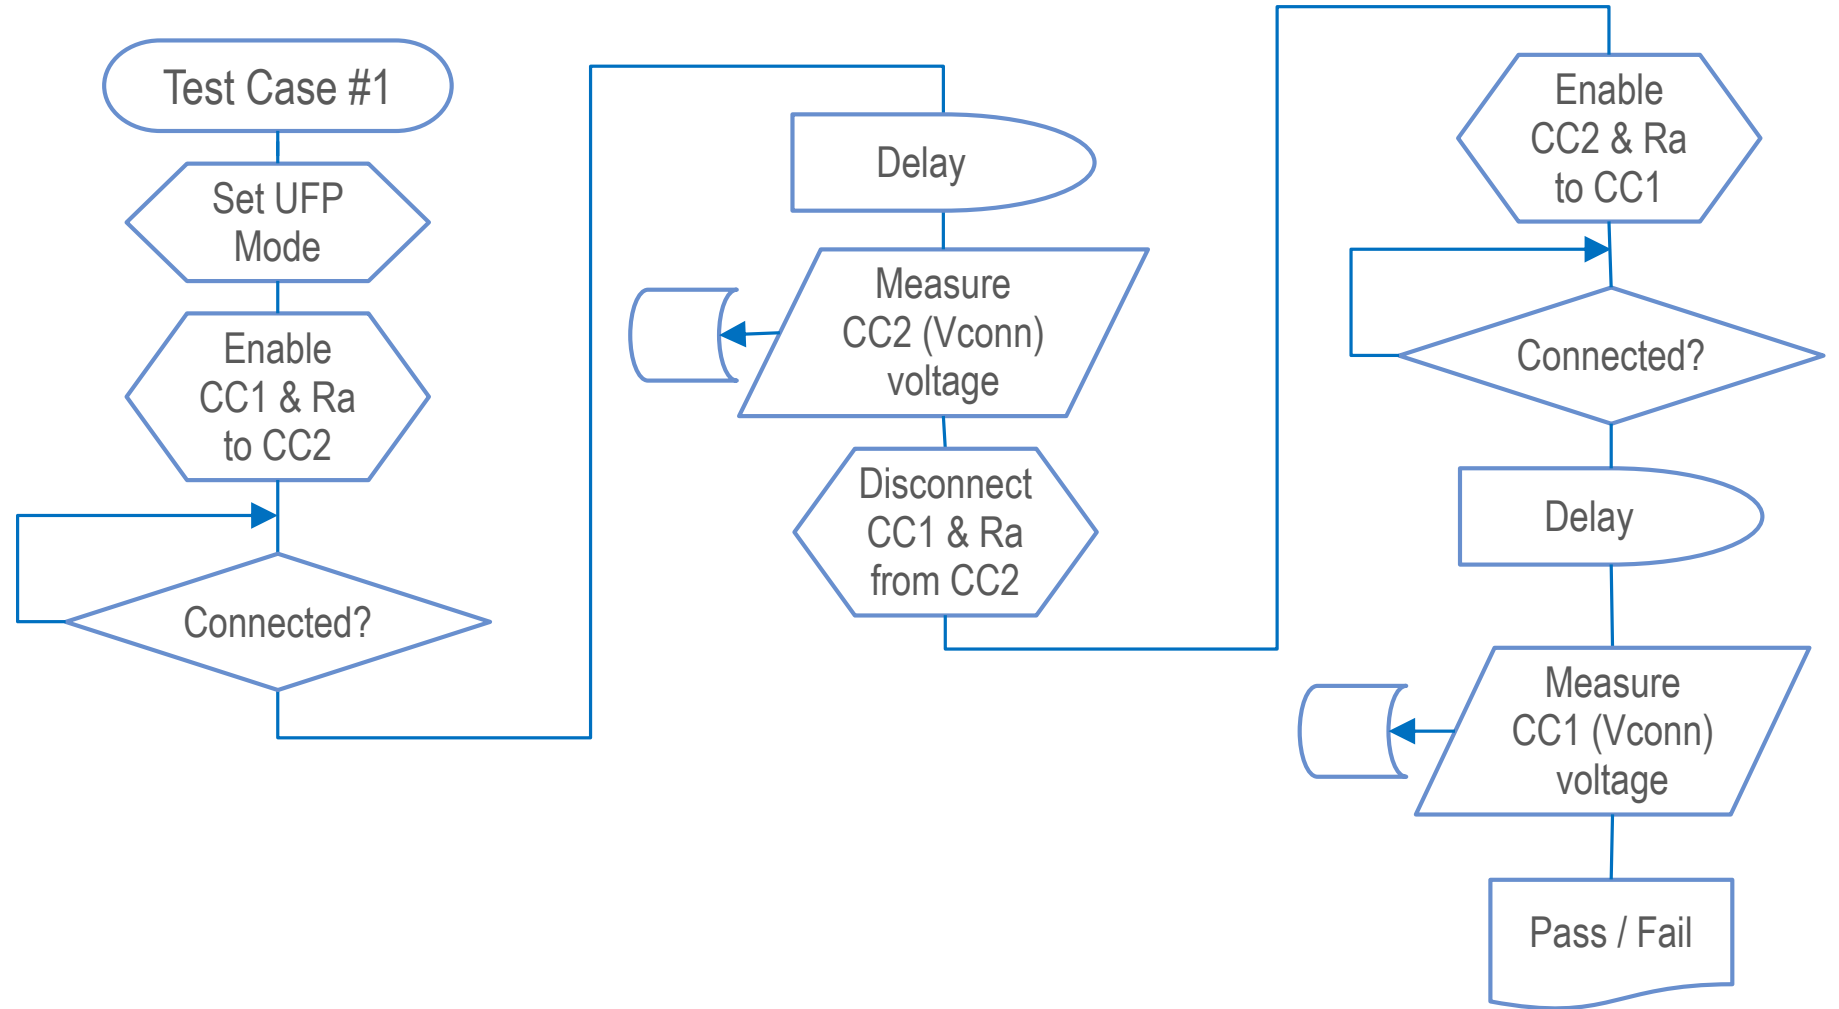 Test Case #1
Set UFP
Mode
Enable
CC1 & Ra
to CC2
Connected?
Delay
Measure
CC2 (Vconn)
voltage
Disconnect
CC1 & Ra
from CC2
Enable
CC2 & Ra
to CC1
Connected?
Delay
Measure
CC1 (Vconn)
voltage
Pass / Fail